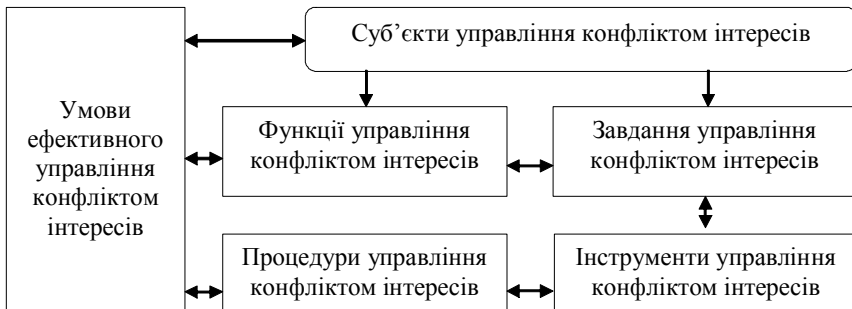 Суб’єкти управління конфліктом інтересів
Умови
ефективного
управління
конфліктом
інтересів
Функції управління
конфліктом інтересів
Завдання управління
конфліктом інтересів
Процедури управління
конфліктом інтересів
Інструменти управління
конфліктом інтересів